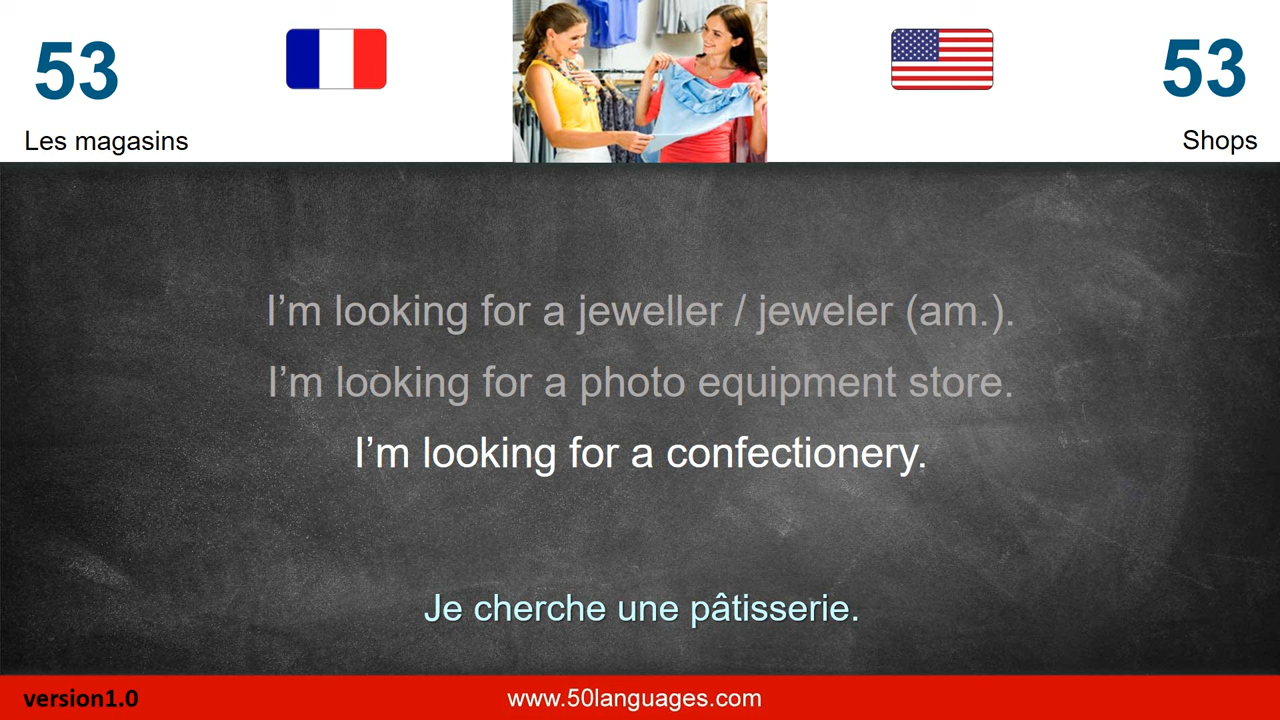 53
53
Les magasins
Shops
I’m looking for a jeweller / jeweler (am.).
I’m looking for a photo equipment store.
I’m looking for a confectionery.
Je cherche une pâtisserie.
version1.0
www.50languages.com